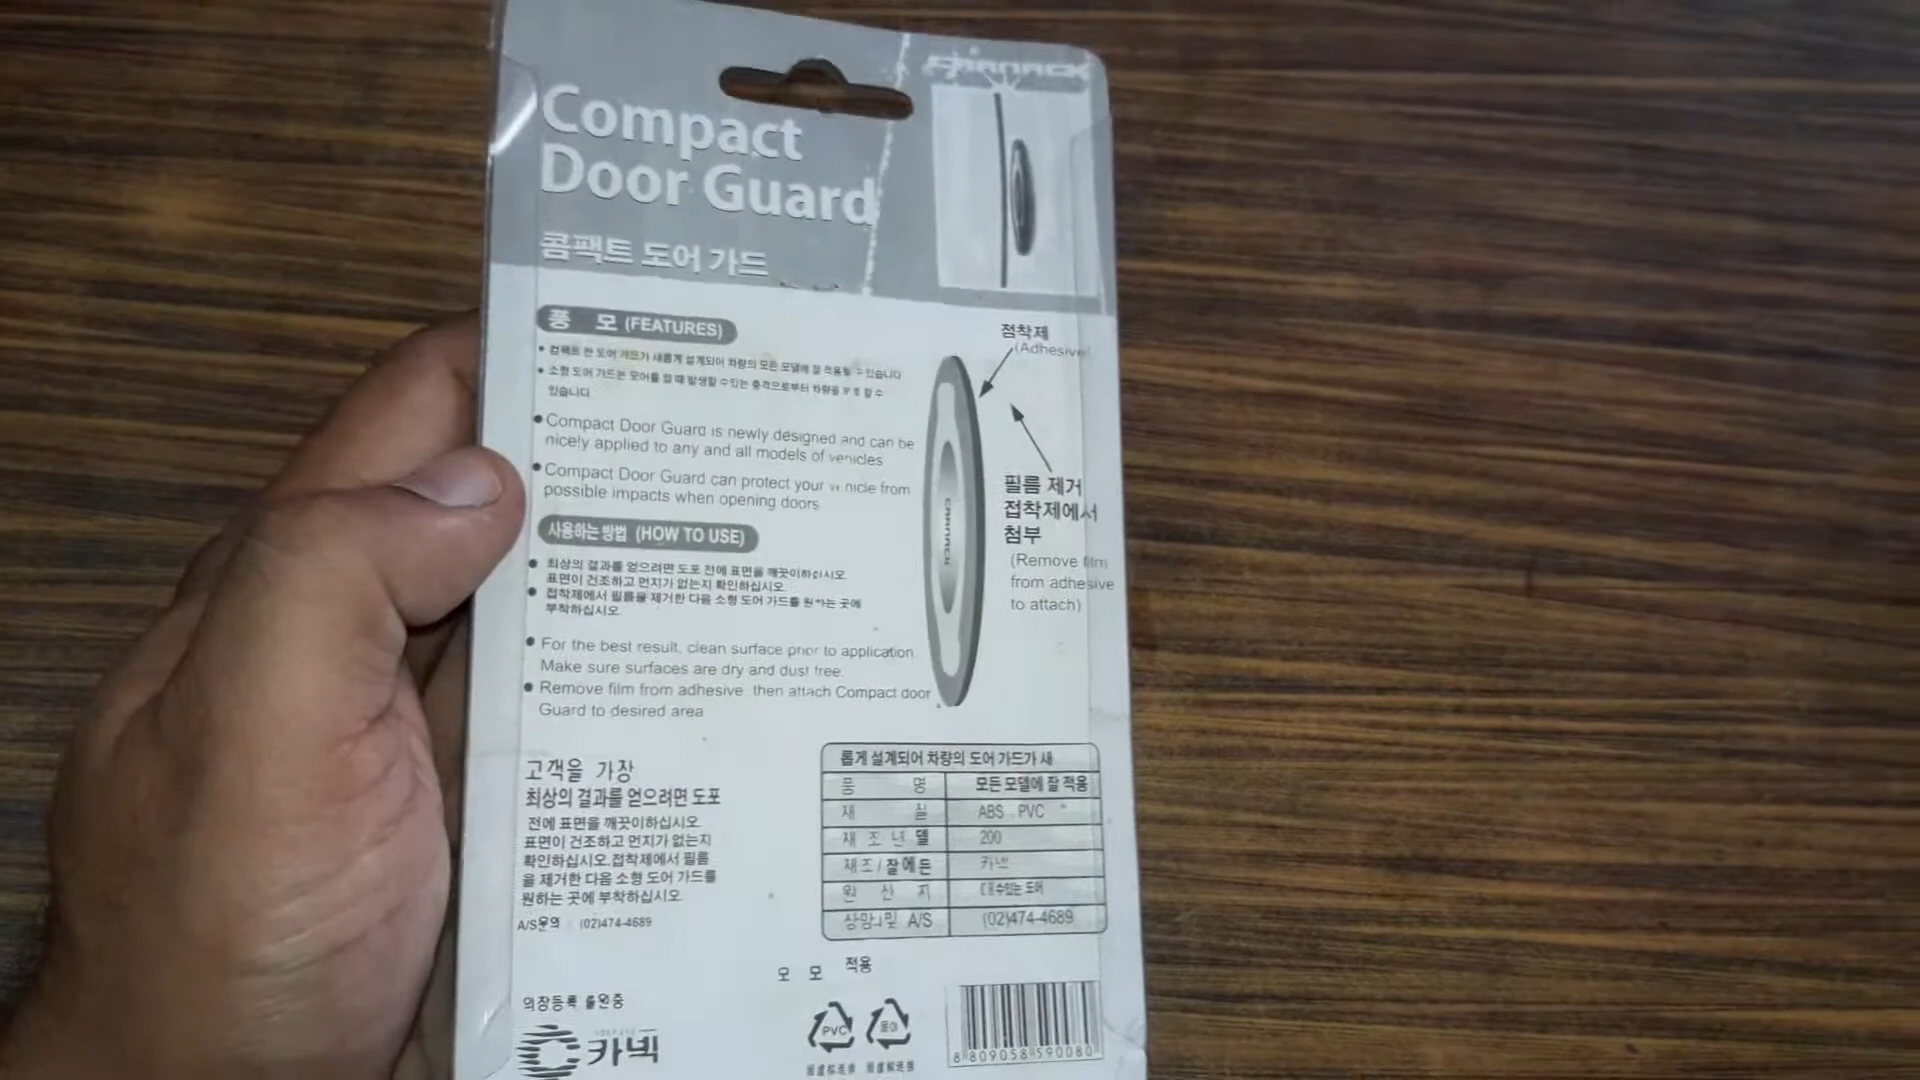 CARNACK
Compact
Door Guard
콤팩트 도어 가드
풍 모 (FEATURES)
• 컴팩트 한 도어 가드가 새롭게 설계되어 차량의 모든 모델에 잘 적용될 수 있습니다
• 소형 도어 가드는 모어를 열 때 발생할 수있는 충격으로부터 차량을 보호 할 수
있습니다.
• Compact Door Guard is newly designed and can be
nicely applied to any and all models of vehicles
• Compact Door Guard can protect your vehicle from
possible impacts when opening doors
점착제
(Adhesive)
필름 제거
접착제에서
첨부
(Remove film
from adhesive
to attach)
CARNACK
사용하는 방법 (HOW TO USE)
• 최상의 결과를 얻으려면 도포 전에 표면을 깨끗이하십시오.
표면이 건조하고 먼지가 없는지 확인하십시오.
• 접착제에서 필름을 제거한 다음 소형 도어 가드를 원하는 곳에
부착하십시오.
• For the best result, clean surface prior to application.
Make sure surfaces are dry and dust free.
• Remove film from adhesive. then attach Compact door
Guard to desired area
고객을 가장
최상의 결과를 얻으려면 도포
전에 표면을 깨끗이하십시오.
표면이 건조하고 먼지가 없는지
확인하십시오.접착제에서 필름
을 제거한 다음 소형 도어 가드를
원하는 곳에 부착하십시오.
A/S문의 : (02)474-4689
롭게 설계되어 차량의 도어 가드가 새
품 명 모든 모델에 잘 적용
재 질 ABS PVC
재 조 년 델 200
재조/잘에든 카넥
원 산 지 수있는 도어
및 A/S (02)474-4689
모 모 적용
의장등록 출원중
카넥
PVC 종이
8 809058 590080